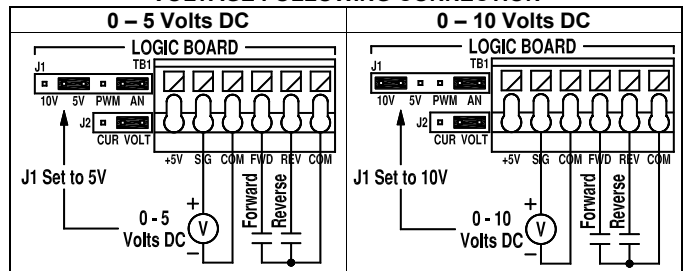 0 – 5 Volts DC
LOGIC BOARD
J1
TB1
10V 5V PWM AN
J2
CUR VOLT
+5V SIG COM FWD REV COM
J1 Set to 5V
0 - 5
Volts DC
+
V
–
Forward
Reverse
0 – 10 Volts DC
LOGIC BOARD
J1
TB1
10V 5V PWM AN
J2
CUR VOLT
+5V SIG COM FWD REV COM
J1 Set to 10V
0 - 10
Volts DC
+
V
–
Forward
Reverse